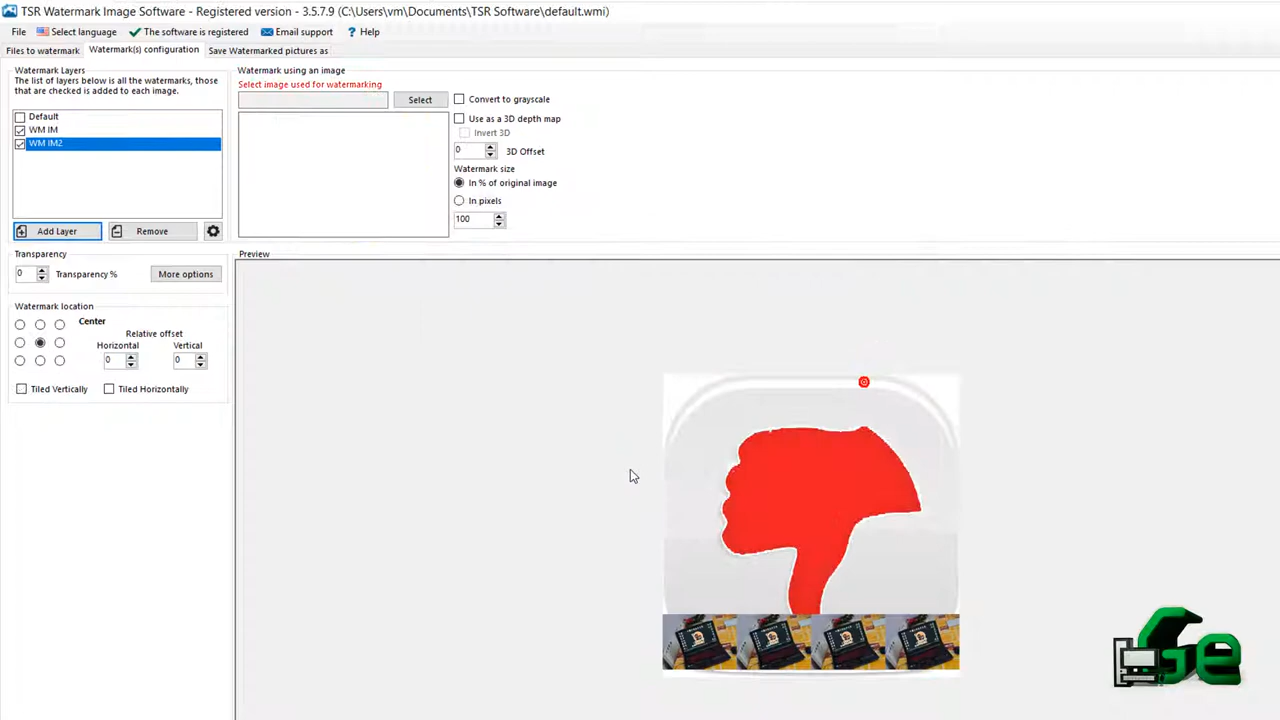 TSR Watermark Image Software - Registered version - 3.5.7.9 (C:\Users\vm\Documents\TSR Software\default.wmi)
File Select language The software is registered Email support ? Help
Files to watermark Watermark(s) configuration Save Watermarked pictures as
Watermark Layers
The list of layers below is all the watermarks, those
that are checked is added to each image.
Default
WM IM
WM IM2
Add Layer Remove
Watermark using an image
Select image used for watermarking
Select
Convert to grayscale
Use as a 3D depth map
Invert 3D
0 3D Offset
Watermark size
In % of original image
In pixels
100
Transparency
0 Transparency % More options
Watermark location
Center
Relative offset
Horizontal Vertical
0 0
Tiled Vertically Tiled Horizontally
Preview
Ge